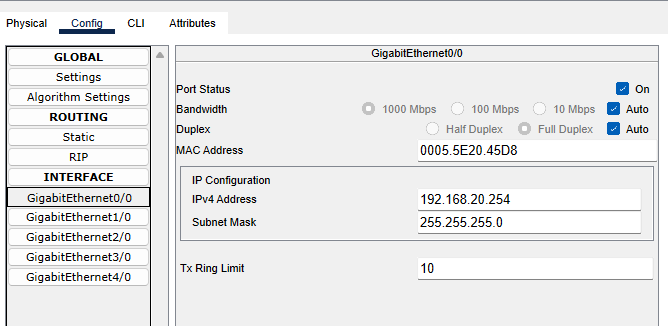 Physical Config CLI Attributes
GLOBAL
Settings
Algorithm Settings
ROUTING
Static
RIP
INTERFACE
GigabitEthernet0/0
GigabitEthernet1/0
GigabitEthernet2/0
GigabitEthernet3/0
GigabitEthernet4/0
GigabitEthernet0/0
Port Status On
Bandwidth 1000 Mbps 100 Mbps 10 Mbps Auto
Duplex Half Duplex Full Duplex Auto
MAC Address 0005.5E20.45D8
IP Configuration
IPv4 Address 192.168.20.254
Subnet Mask 255.255.255.0
Tx Ring Limit 10